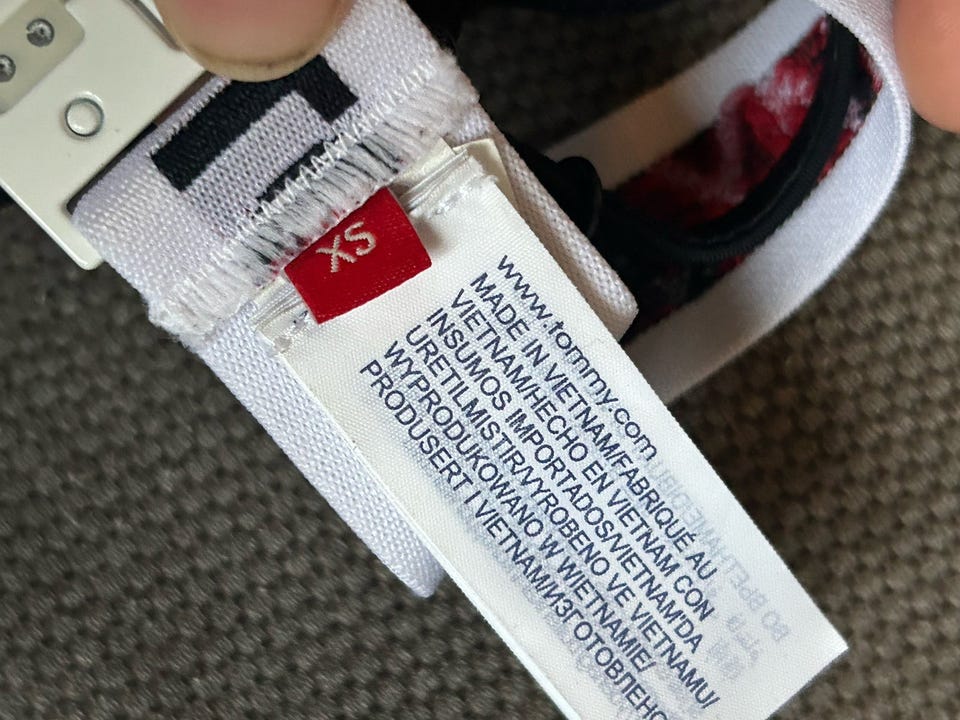 XS
www.tommy.com
MADE IN VIETNAM/FABRIQUÉ AU
VIETNAM/HECHO EN VIETNAM CON
INSUMOS IMPORTADOS/VIETNAM'DA
URETILMISTIR/VYROBENO VE VIETNAMU/
WYPRODUKOWANO W WIETNAMIE/
PRODUSERT I VIETNAM/ИЗГОТОВЛЕНО